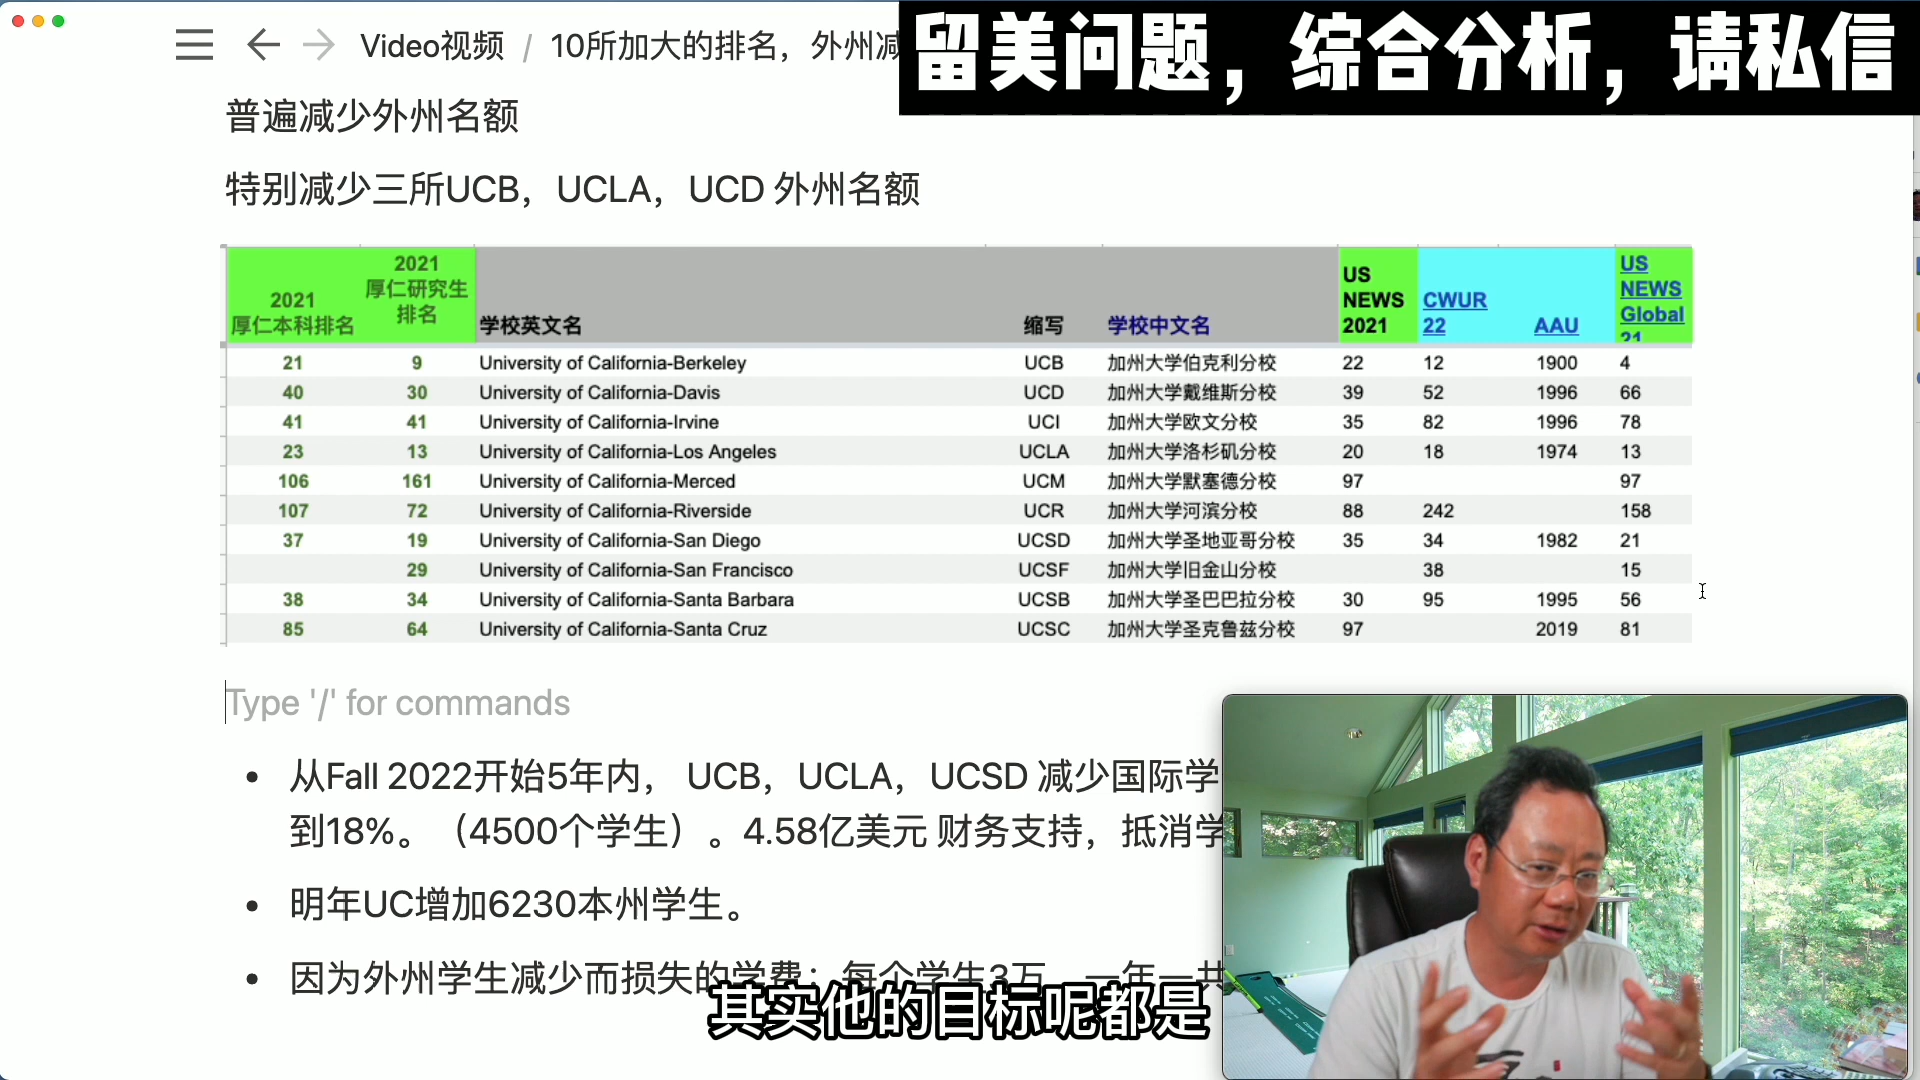 留美问题，综合分析，请私信
Video视频 / 10所加大的排名，外州减
普遍减少外州名额
特别减少三所UCB，UCLA，UCD 外州名额
2021 厚仁本科排名 2021 厚仁研究生排名 学校英文名 缩写 学校中文名 US NEWS 2021 CWUR 22 AAU US NEWS Global 21
21 9 University of California-Berkeley UCB 加州大学伯克利分校 22 12 1900 4
40 30 University of California-Davis UCD 加州大学戴维斯分校 39 52 1996 66
41 41 University of California-Irvine UCI 加州大学欧文分校 35 82 1996 78
23 13 University of California-Los Angeles UCLA 加州大学洛杉矶分校 20 18 1974 13
106 161 University of California-Merced UCM 加州大学默塞德分校 97 97
107 72 University of California-Riverside UCR 加州大学河滨分校 88 242 158
37 19 University of California-San Diego UCSD 加州大学圣地亚哥分校 35 34 1982 21
29 University of California-San Francisco UCSF 加州大学旧金山分校 38 15
38 34 University of California-Santa Barbara UCSB 加州大学圣巴巴拉分校 30 95 1995 56
85 64 University of California-Santa Cruz UCSC 加州大学圣克鲁兹分校 97 2019 81
Type '/' for commands
• 从Fall 2022开始5年内， UCB，UCLA，UCSD 减少国际学
到18%。（4500个学生）。4.58亿美元 财务支持，抵消学
• 明年UC增加6230本州学生。
• 因为外州学生减少而损失的学费：每个学生3万，一年一共
其实他的目标呢都是